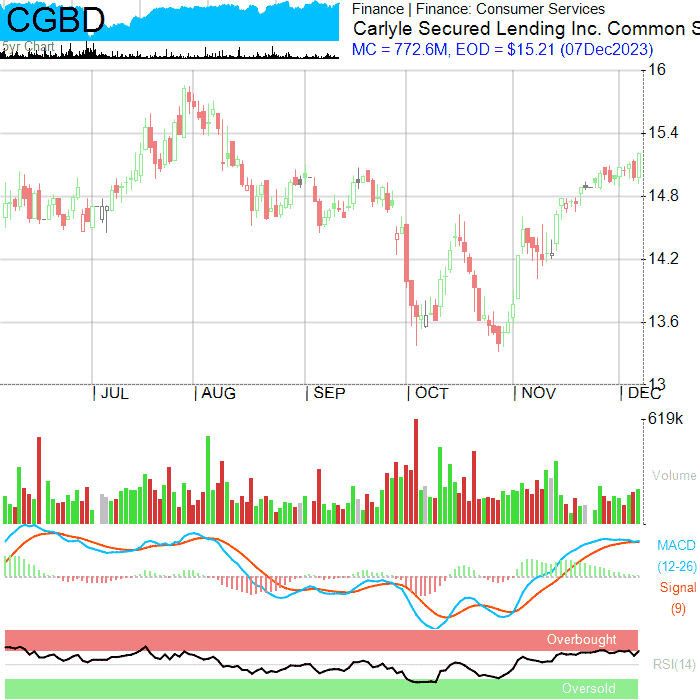 CGBD
5yr Chart
Finance | Finance: Consumer Services
Carlyle Secured Lending Inc. Common S
MC = 772.6M, EOD = $15.21 (07Dec2023)
16
15.4
14.8
14.2
13.6
13
| JUL | AUG | SEP | OCT | NOV | DEC
619k
Volume
MACD
(12-26)
Signal
(9)
Overbought
RSI(14)
Oversold